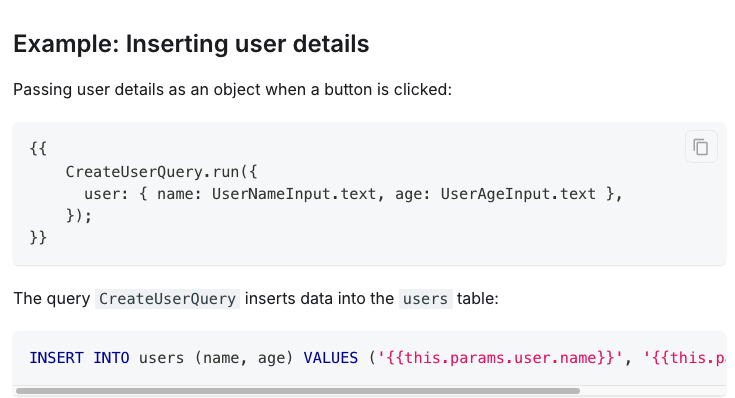 Example: Inserting user details
Passing user details as an object when a button is clicked:
{{
    CreateUserQuery.run({
      user: { name: UserNameInput.text, age: UserAgeInput.text },
    });
}}
The query CreateUserQuery inserts data into the users table:
INSERT INTO users (name, age) VALUES ('{{this.params.user.name}}', '{{this.p